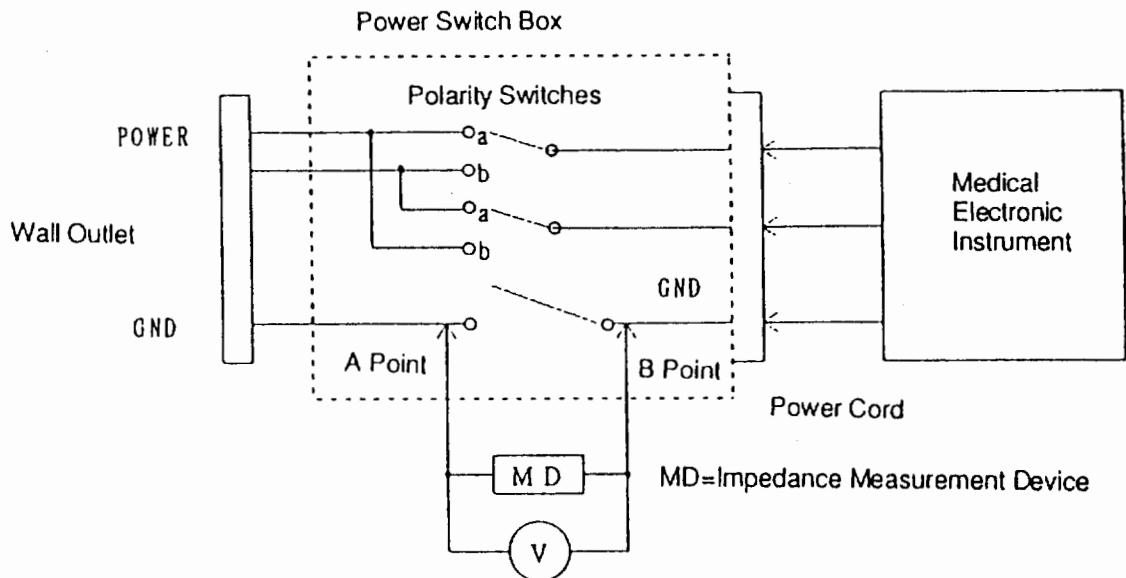 Power Switch Box
Polarity Switches
POWER
a
b
a
b
Wall Outlet
GND
GND
A Point
B Point
Medical
Electronic
Instrument
Power Cord
M D
MD=Impedance Measurement Device
V